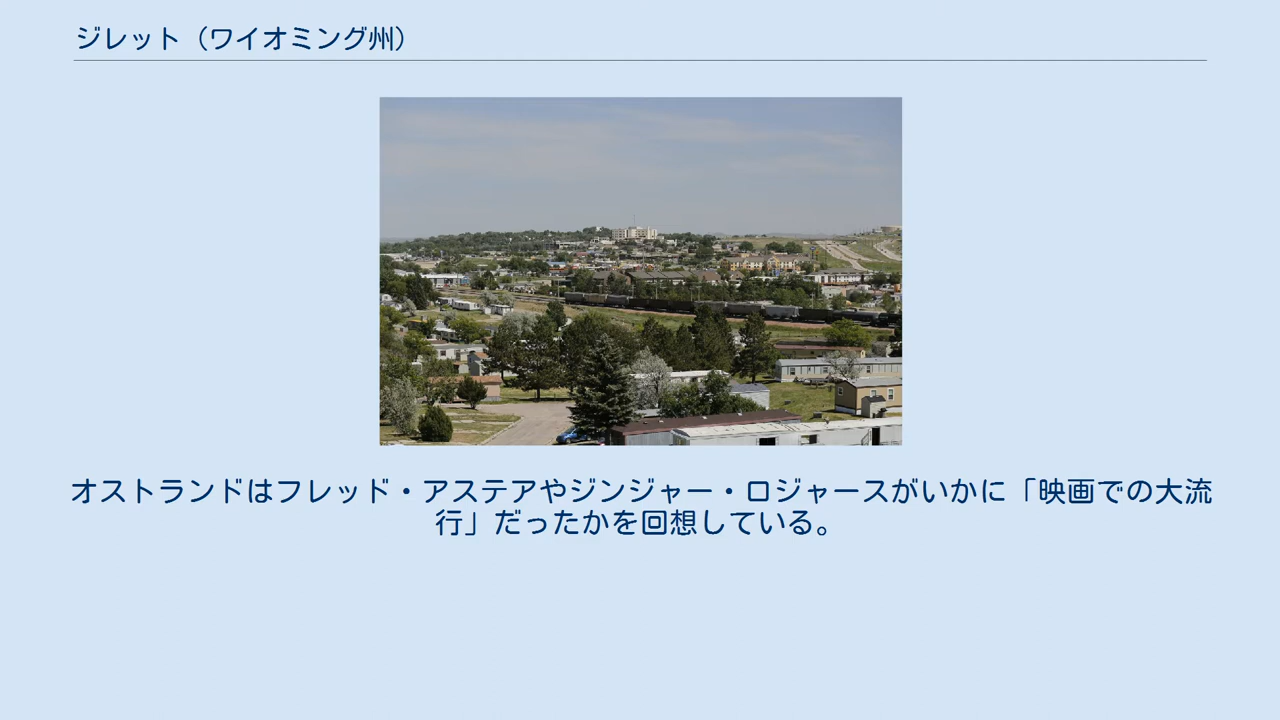 ジレット（ワイオミング州）
オストランドはフレッド・アステアやジンジャー・ロジャースがいかに「映画での大流
行」だったかを回想している。